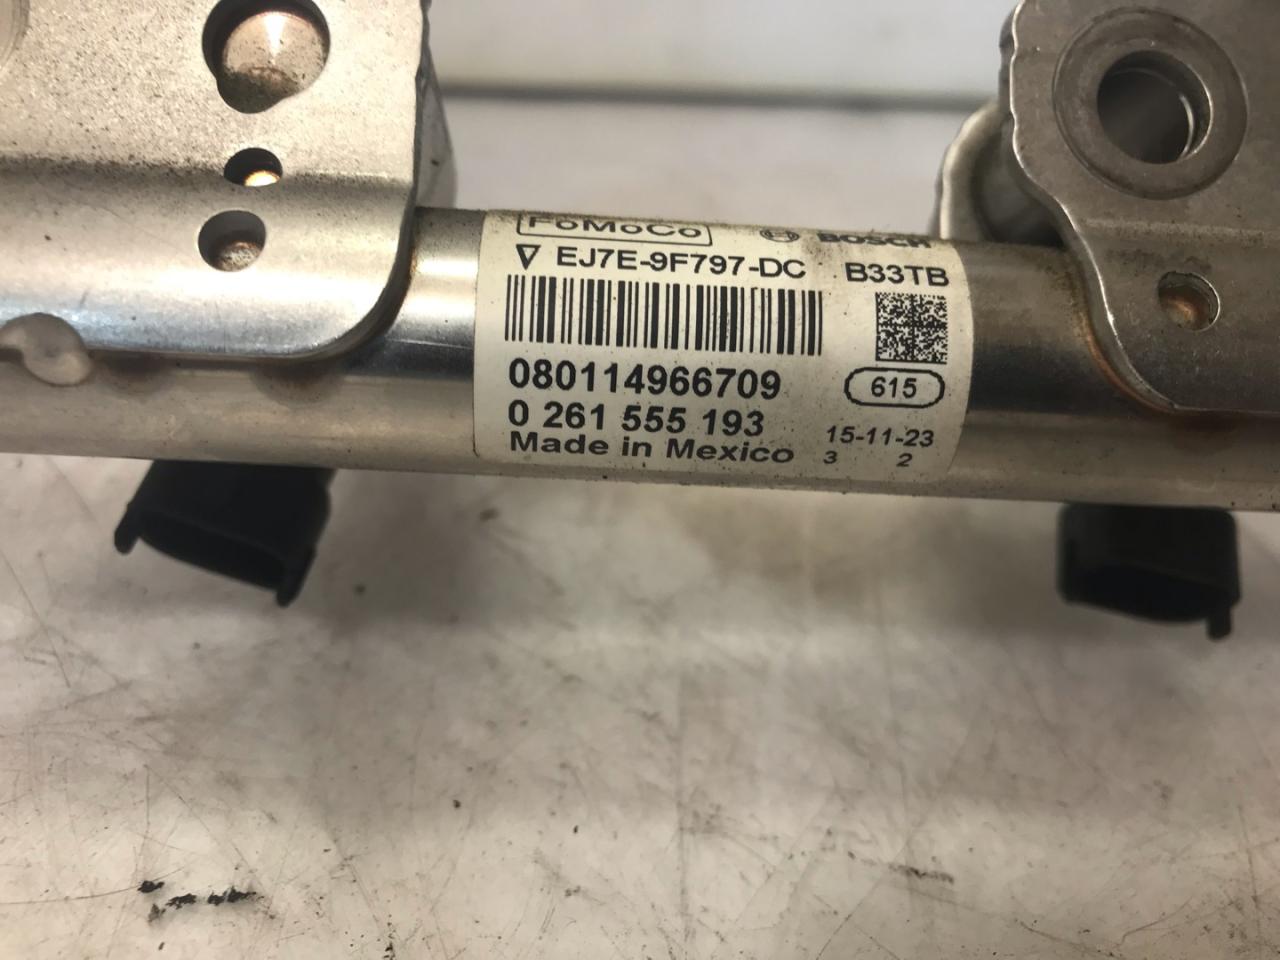 FoMoCo BOSCH
EJ7E-9F797-DC B33TB
080114966709
615
0 261 555 193
15-11-23
Made in Mexico
3 2